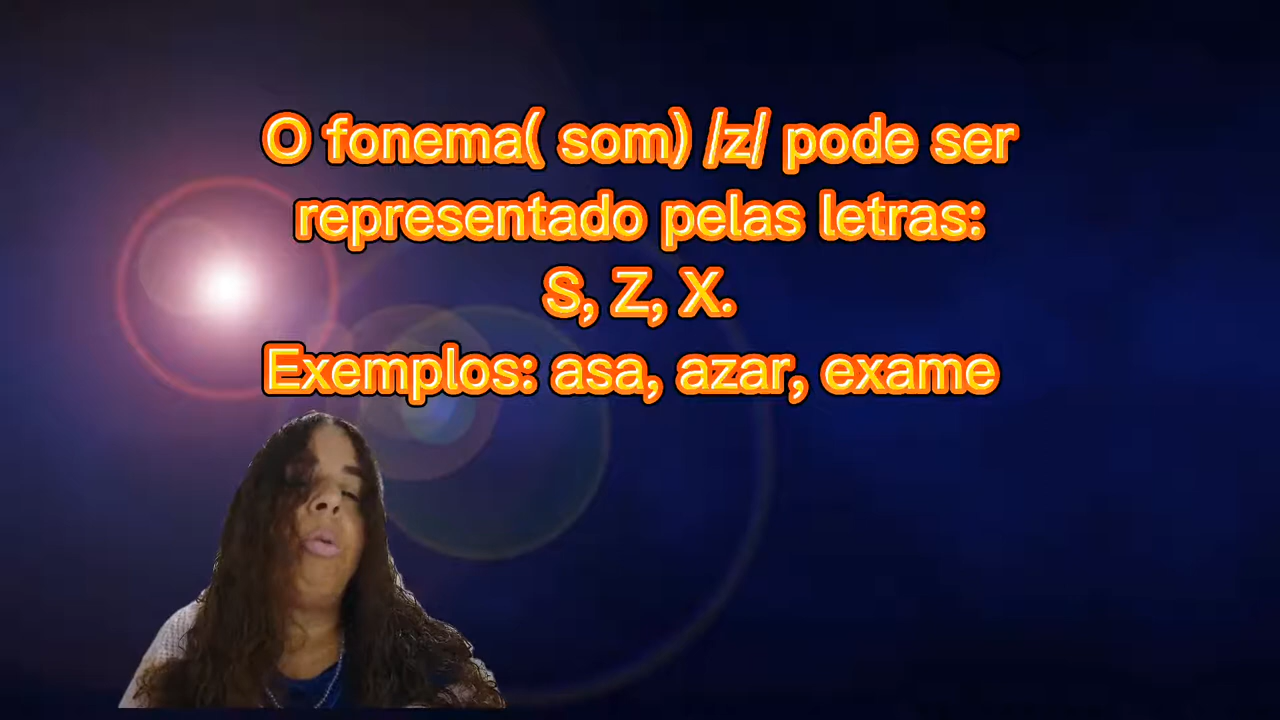 O fonema( som) /z/ pode ser
representado pelas letras:
S, Z, X.
Exemplos: asa, azar, exame